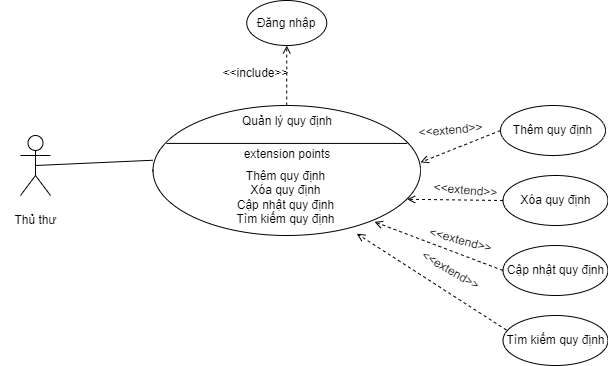 Đăng nhập
<<include>>
Quản lý quy định
extension points
Thêm quy định
Xóa quy định
Cập nhật quy định
Tìm kiếm quy định
Thủ thư
<<extend>>
Thêm quy định
<<extend>>
Xóa quy định
<<extend>>
Cập nhật quy định
<<extend>>
Tìm kiếm quy định